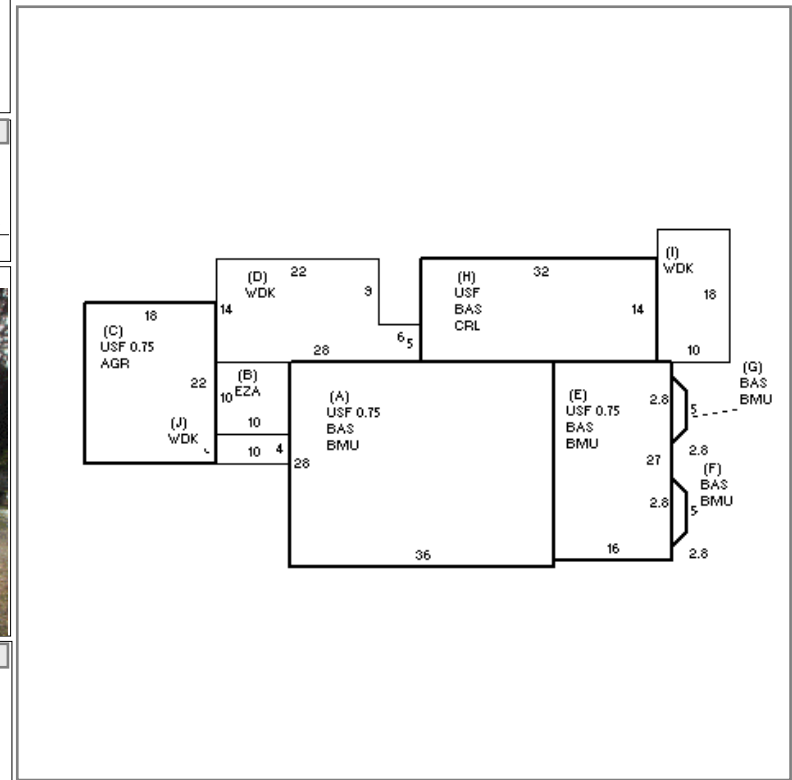 (I)
WDK
18
10
(D)
WDK
22
9
14
28
6
5
(H)
USF
BAS
CRL
32
14
18
(C)
USF 0.75
AGR
22
(B)
EZA
10
10
(J)
WDK
10
4
(A)
USF 0.75
BAS
BMU
28
36
(E)
USF 0.75
BAS
BMU
27
16
2.8
5
2.8
(G)
BAS
BMU
2.8
5
2.8
(F)
BAS
BMU